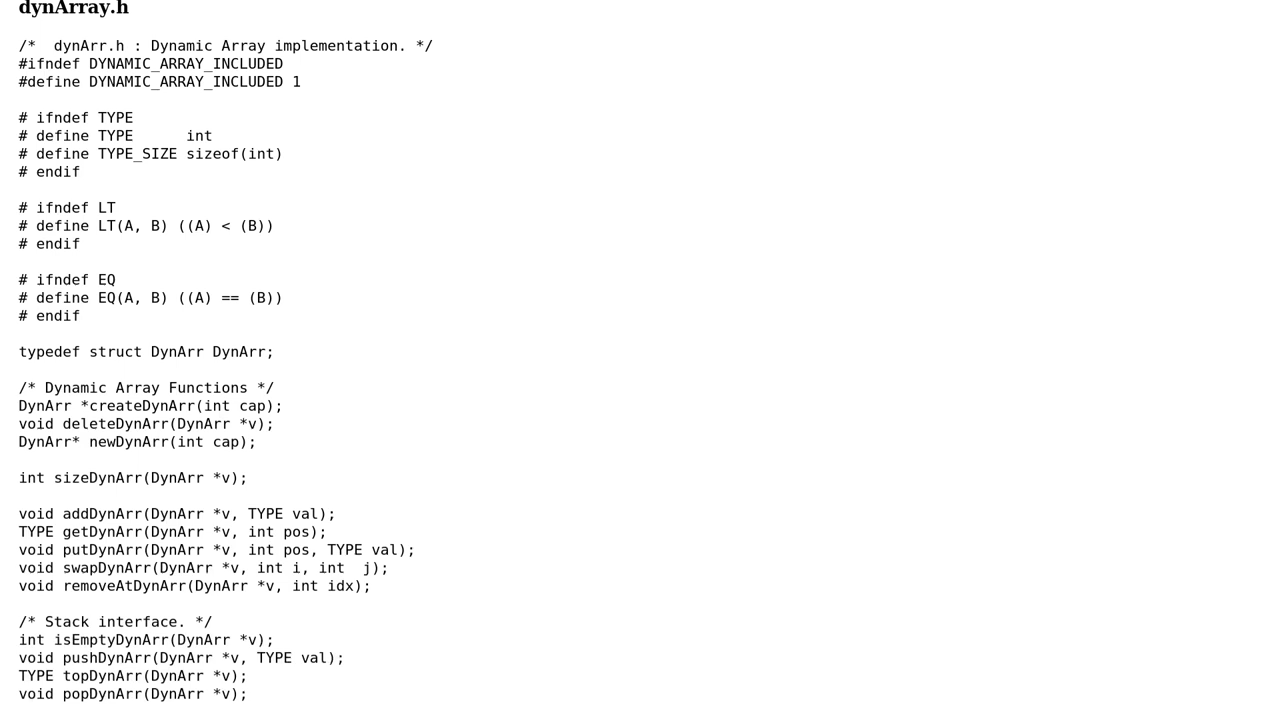 dynArray.h
/*  dynArr.h : Dynamic Array implementation. */
#ifndef DYNAMIC_ARRAY_INCLUDED
#define DYNAMIC_ARRAY_INCLUDED 1
# ifndef TYPE
# define TYPE      int
# define TYPE_SIZE sizeof(int)
# endif
# ifndef LT
# define LT(A, B) ((A) < (B))
# endif
# ifndef EQ
# define EQ(A, B) ((A) == (B))
# endif
typedef struct DynArr DynArr;
/* Dynamic Array Functions */
DynArr *createDynArr(int cap);
void deleteDynArr(DynArr *v);
DynArr* newDynArr(int cap);
int sizeDynArr(DynArr *v);
void addDynArr(DynArr *v, TYPE val);
TYPE getDynArr(DynArr *v, int pos);
void putDynArr(DynArr *v, int pos, TYPE val);
void swapDynArr(DynArr *v, int i, int  j);
void removeAtDynArr(DynArr *v, int idx);
/* Stack interface. */
int isEmptyDynArr(DynArr *v);
void pushDynArr(DynArr *v, TYPE val);
TYPE topDynArr(DynArr *v);
void popDynArr(DynArr *v);